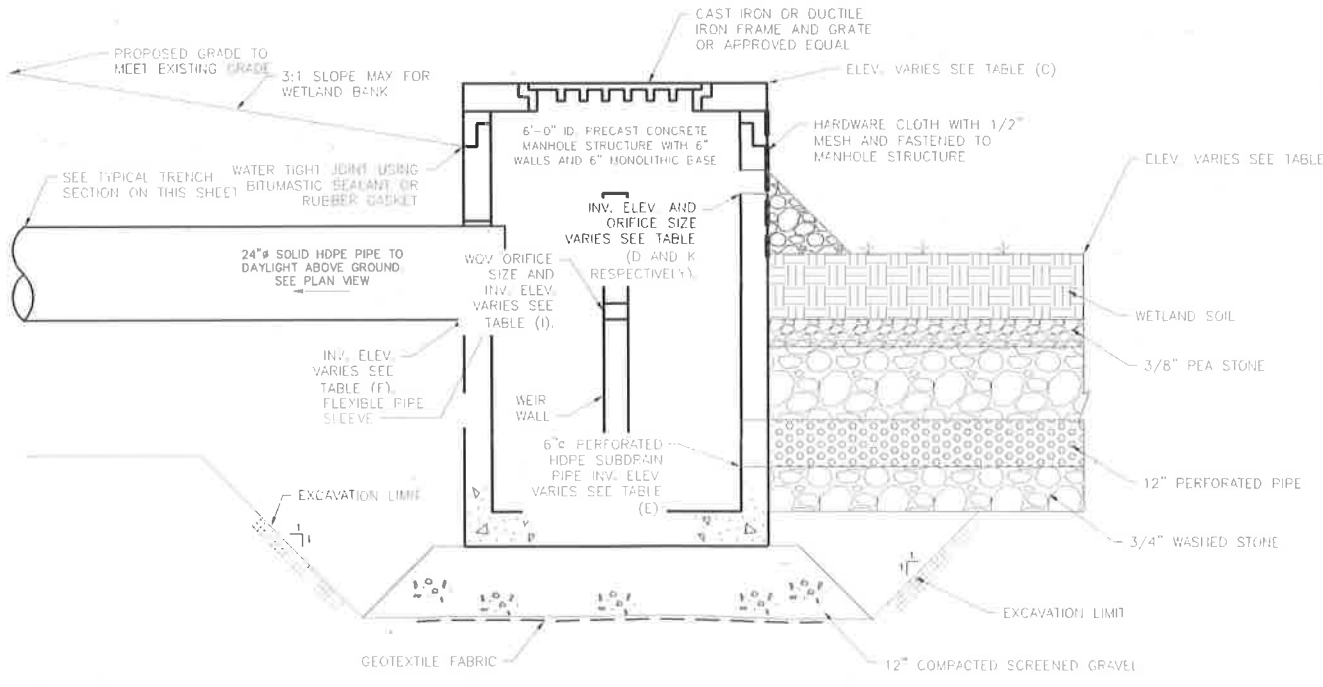 CAST IRON OR DUCTILE
IRON FRAME AND GRATE
OR APPROVED EQUAL
PROPOSED GRADE TO
MEET EXISTING GRADE
3:1 SLOPE MAY FOR
WETLAND BANK
ELEV. VARIES SEE TABLE (C)
6'-0" ID. PRECAST CONCRETE
MANHOLE STRUCTURE WITH 6"
WALLS AND 6" MONOLITHIC BASE
HARDWARE CLOTH WITH 1/2"
MESH AND FASTENED TO
MANHOLE STRUCTURE
ELEV. VARIES SEE TABLE
SEE TYPICAL TRENCH
SECTION ON THIS SHEET
WATER TIGHT JOINT USING
BITUMASTIC SEALANT OR
RUBBER GASKET
INV. ELEV. AND
ORIFICE SIZE
VARIES SEE TABLE
(D AND K
RESPECTIVELY).
24"ø SOLID HDPE PIPE TO
DAYLIGHT ABOVE GROUND
SEE PLAN VIEW
WQV ORIFICE
SIZE AND
INV. ELEV.
VARIES SEE
TABLE (I).
WETLAND SOIL
3/8" PEA STONE
INV. ELEV.
VARIES SEE
TABLE (F).
FLEXIBLE PIPE
SLEEVE
WEIR
WALL
6"ø PERFORATED
HDPE SUBDRAIN
PIPE INV. ELEV
VARIES SEE TABLE
(E)
12" PERFORATED PIPE
3/4" WASHED STONE
EXCAVATION LIMIT
1
1
1
1
EXCAVATION LIMIT
GEOTEXTILE FABRIC
12" COMPACTED SCREENED GRAVEL